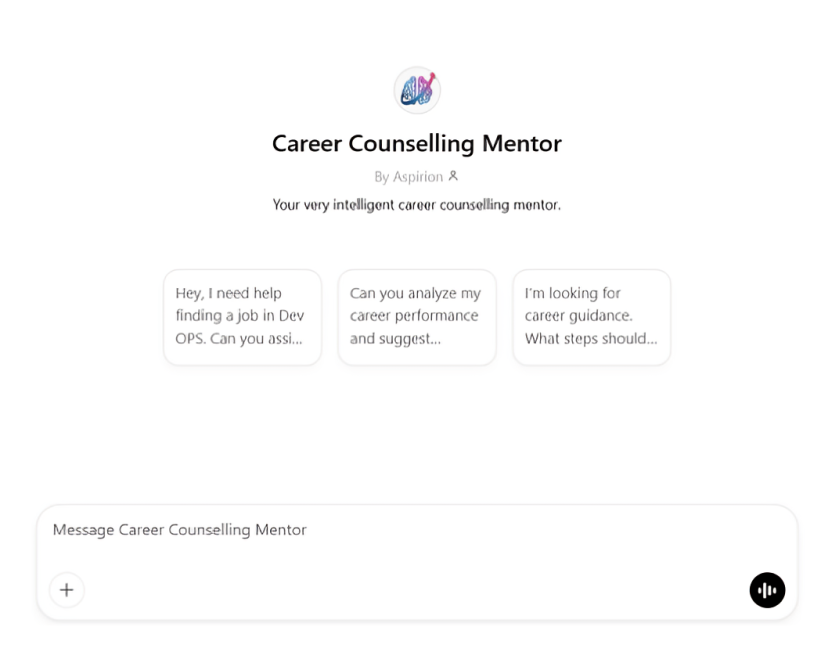 Career Counselling Mentor
By Aspirion
Your very intelligent career counselling mentor.
Hey, I need help
finding a job in Dev
OPS. Can you assi...
Can you analyze my
career performance
and suggest...
I'm looking for
career guidance.
What steps should...
Message Career Counselling Mentor